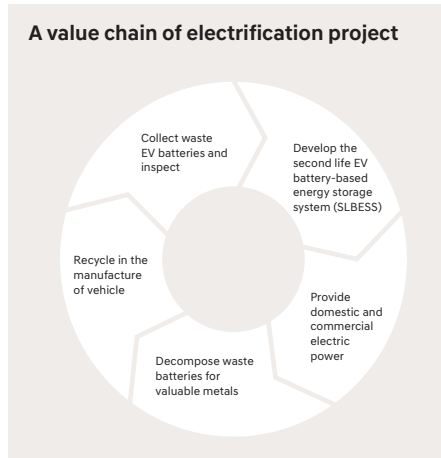 A value chain of electrification project
Collect waste
EV batteries and
inspect
Develop the
second life EV
battery-based
energy storage
system (SLBESS)
Provide
domestic and
commercial
electric
power
Decompose waste
batteries for
valuable metals
Recycle in the
manufacture
of vehicle